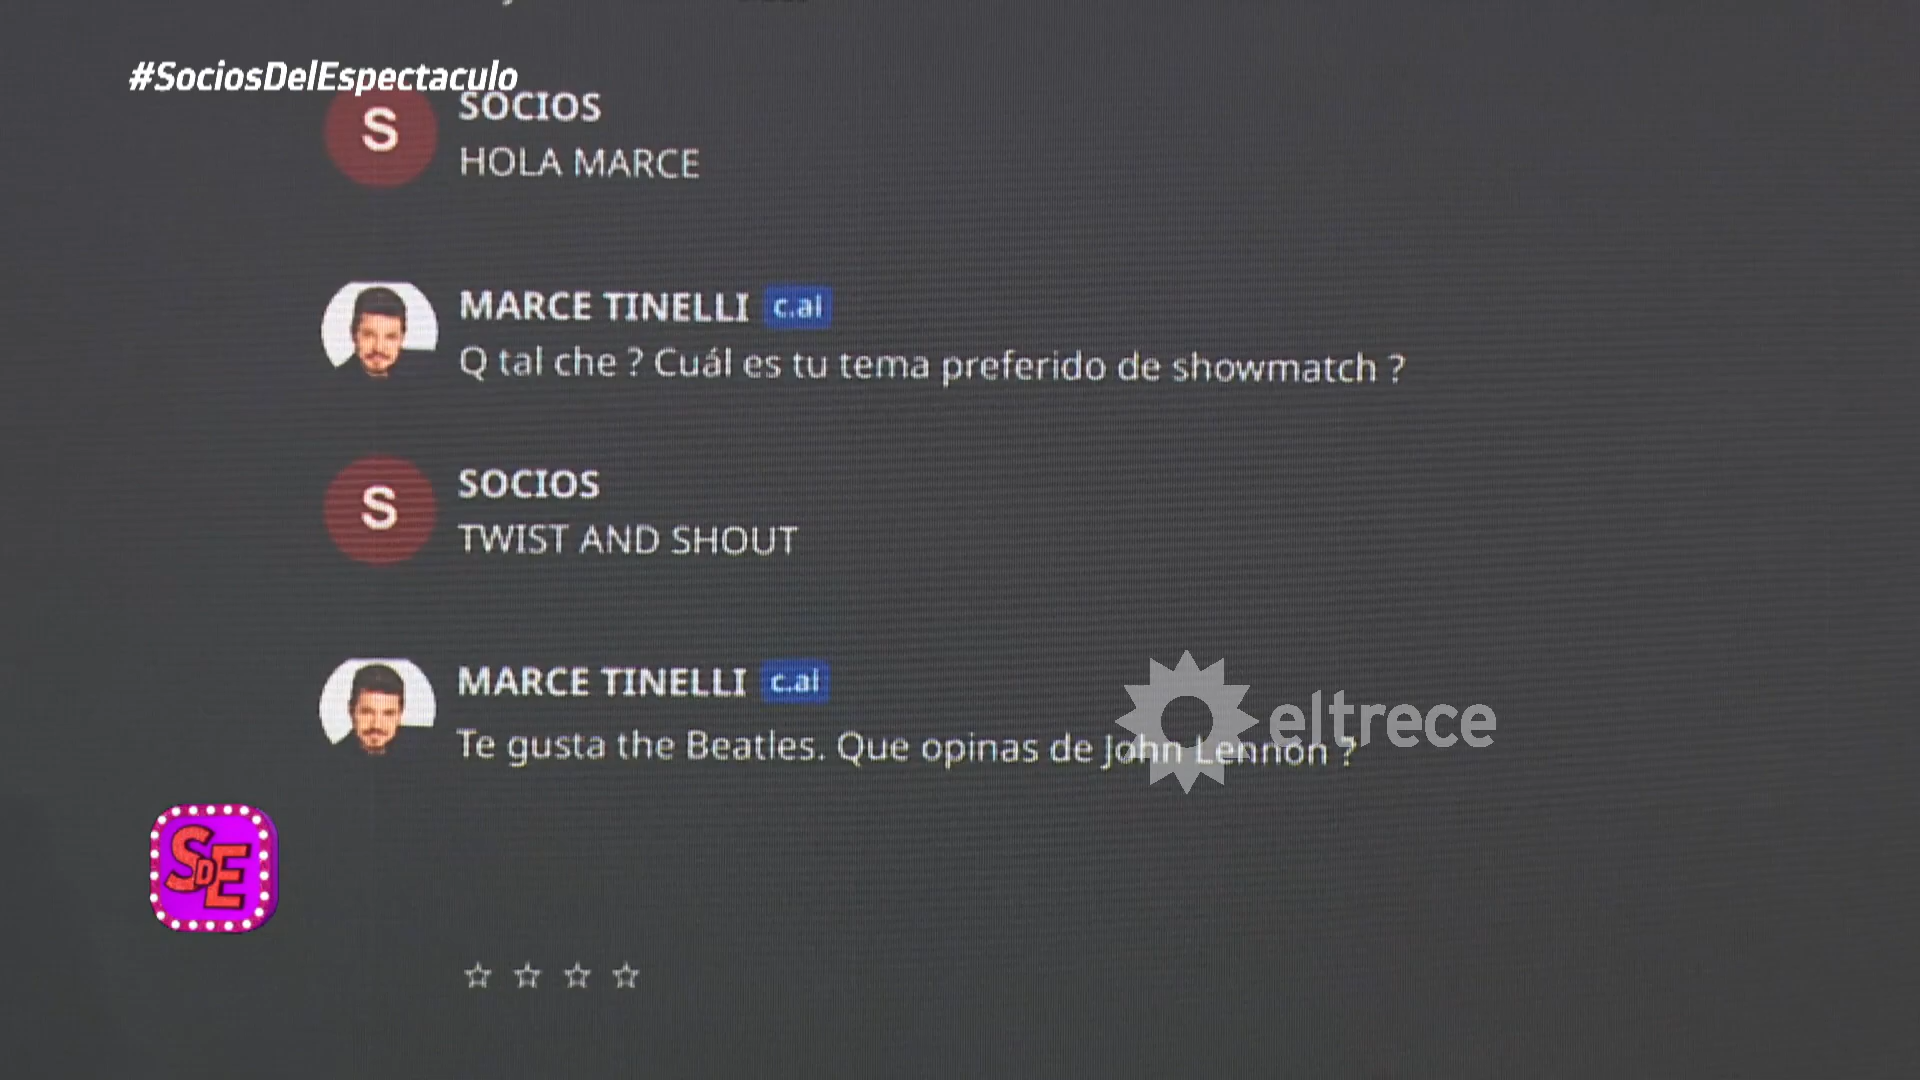 #SociosDelEspectaculo
S
SOCIOS
HOLA MARCE
MARCE TINELLI c.ai
Q tal che ? Cuál es tu tema preferido de showmatch ?
S
SOCIOS
TWIST AND SHOUT
MARCE TINELLI c.ai
Te gusta the Beatles. Que opinas de John Lennon ?
eltrece
SDE